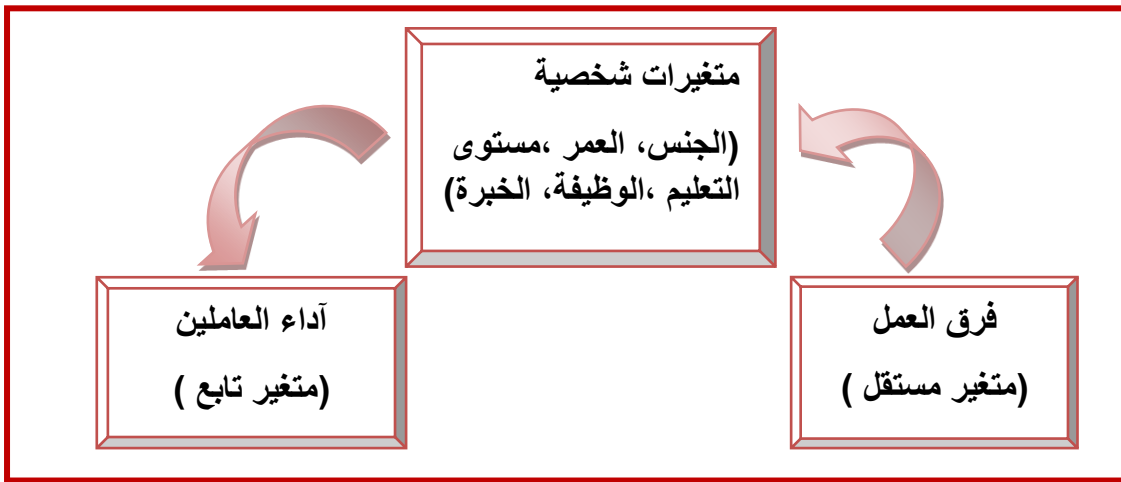 متغيرات شخصية
(الجنس، العمر ،مستوى
التعليم ،الوظيفة، الخبرة)
فرق العمل
(متغير مستقل )
آداء العاملين
(متغير تابع )